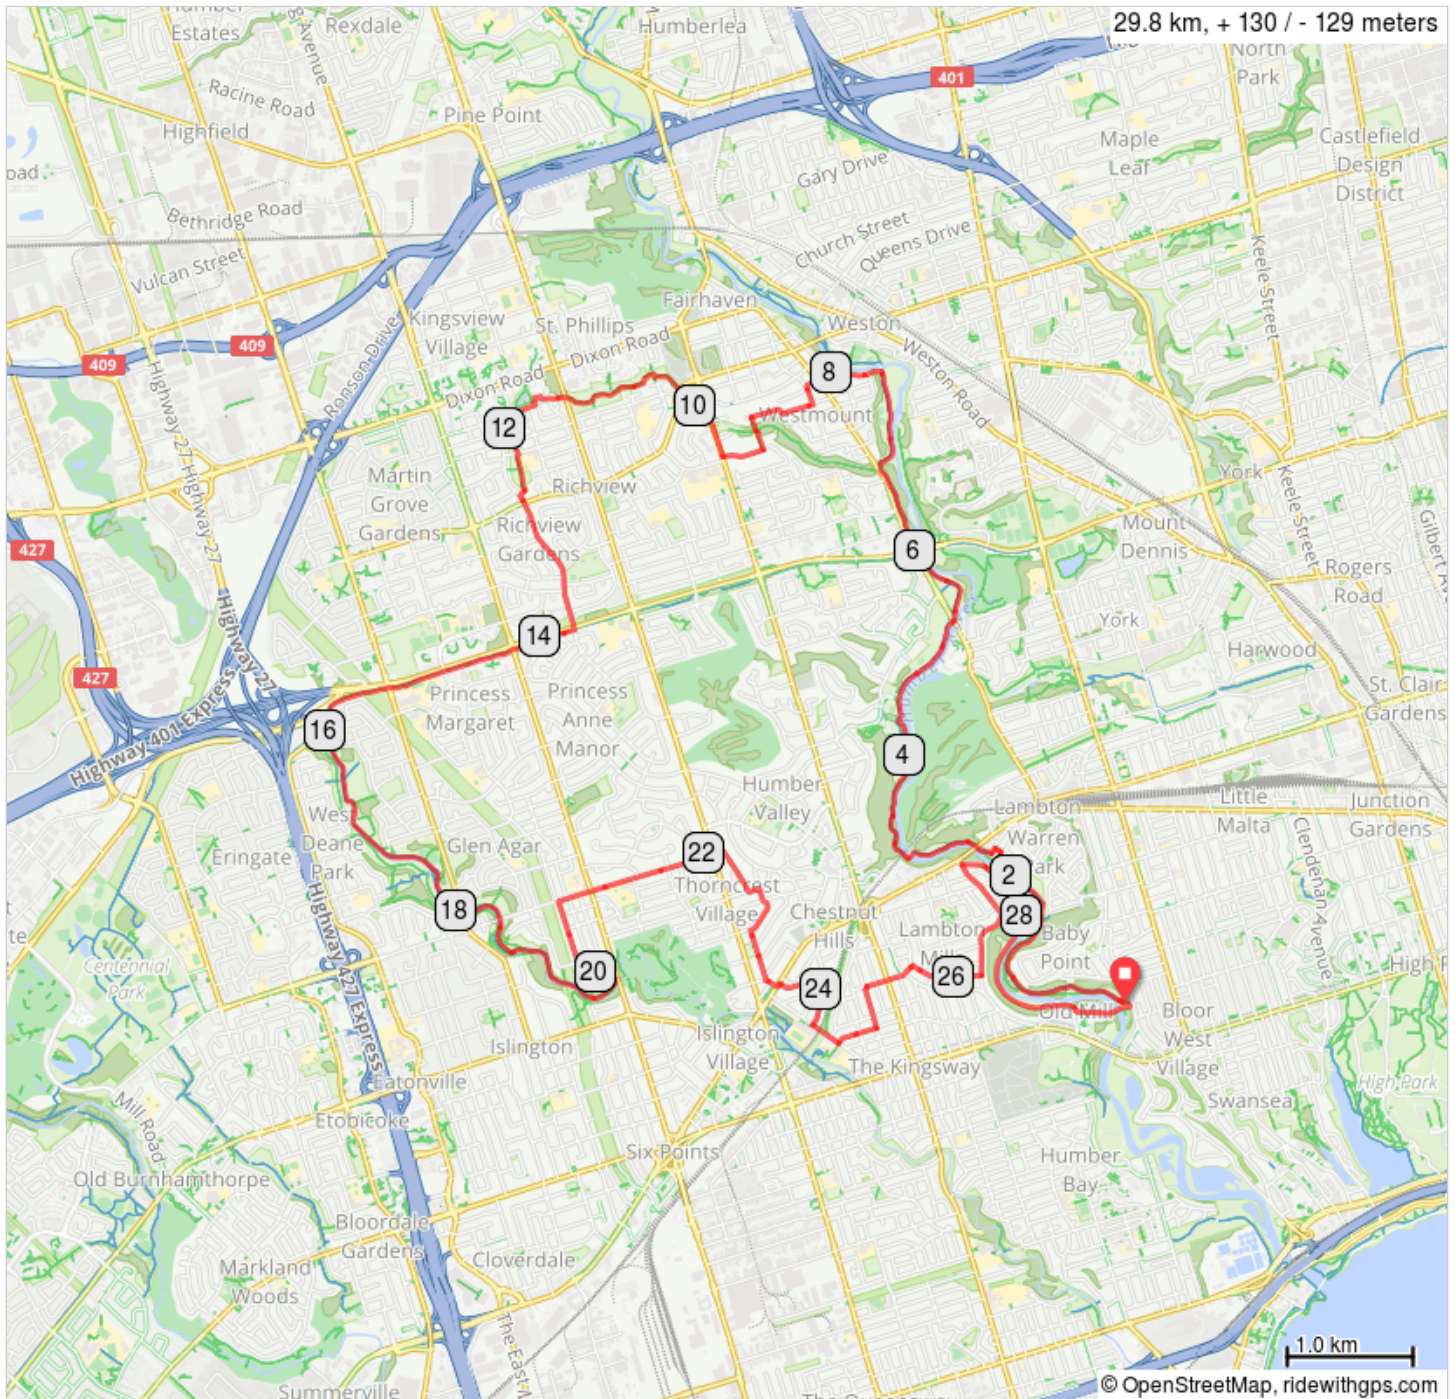 29.8 km, + 130 / - 129 meters
Estates
Rexdale
Humberlea
North
Park
401
Racine Road
Highfield
Pine Point
Maple
Leaf
Castlefield
Design
District
Gary Drive
Bethridge Road
Church Street
Queens Drive
Vulcan Street
Keele Street
Fairhaven
Kingsview
Village
St. Phillips
Dixon Road
Weston
409
409
Ronson Drive
Highway 27
Dixon Road
Weston Road
8
10
Westmount
12
Martin
Grove
Gardens
Richview
York
Keele Street
Highway 27
Richview
Gardens
Mount
Dennis
427
6
Rogers
Road
Highway 27
14
York
Harwood
427
Princess
Margaret
Princess
Anne
Manor
St. Clair
Gardens
Highway 401 Express
16
4
Humber
Valley
Lambton
Little
Malta
Junction
Gardens
West
Deane
Park
Eringate
Glen Agar
22
Warren
Park
2
Thorncrest
Village
Clendenan Avenue
18
Chestnut
Hills
28
Lambton
Baby
Point
Centennial
Park
20
24
26
Old Mill
Bloor
West
Village
Highway 427 Express
Islington
Islington
Village
The Kingsway
Eatonville
High Park
Mill Road
Etobicoke
Swansea
Six Points
Humber
Bay
Old Burnhamthorpe
Bloordale
Gardens
Cloverdale
Markland
Woods
1.0 km
Summerville
© OpenStreetMap, ridewithgps.com